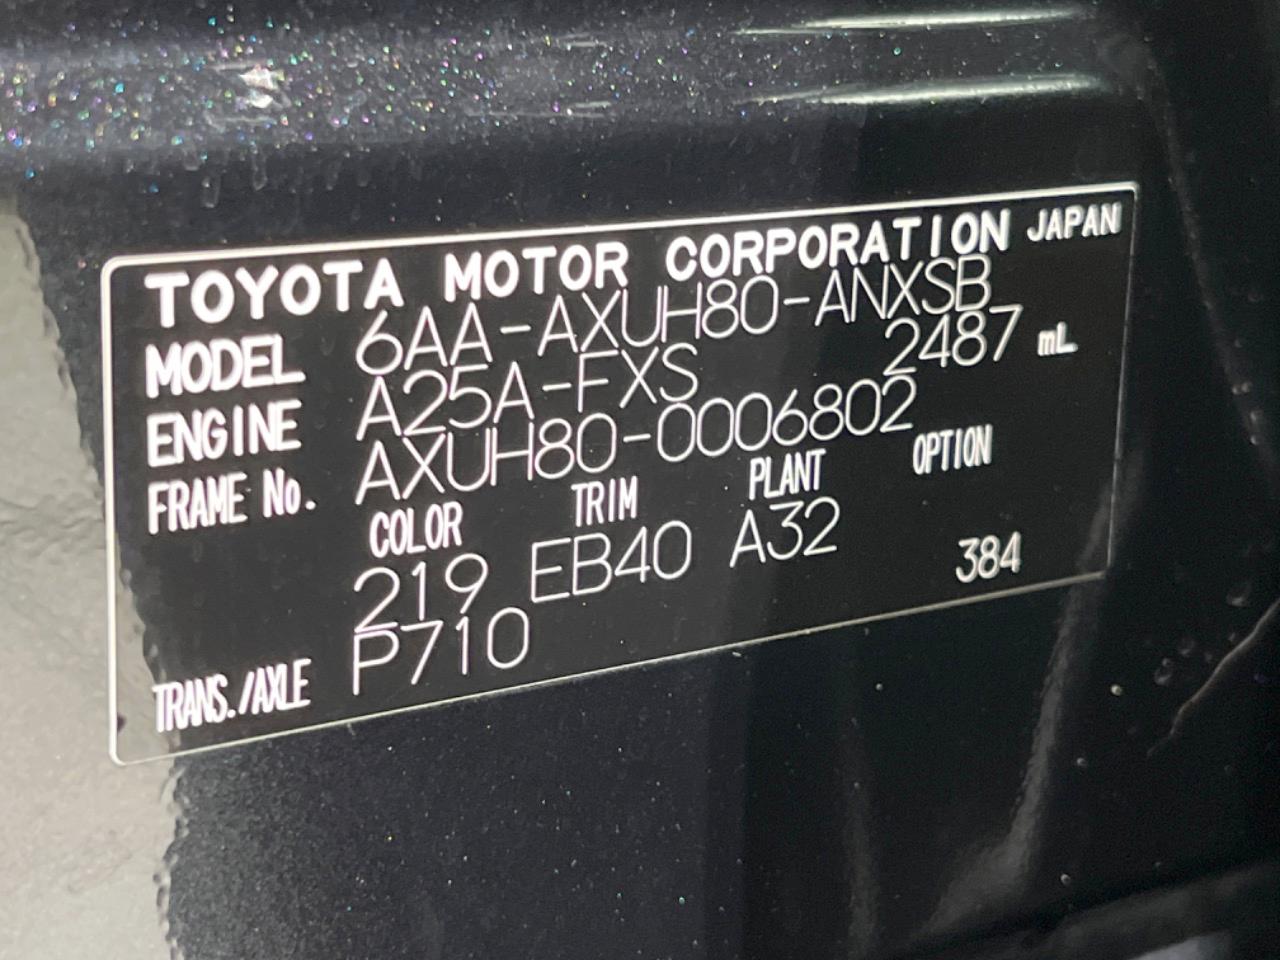 TOYOTA MOTOR CORPORATION JAPAN
MODEL 6AA-AXUH80-ANXSB
ENGINE A25A-FXS 2487 mL
FRAME No. AXUH80-0006802
COLOR TRIM PLANT OPTION
219 EB40 A32 384
TRANS./AXLE P710